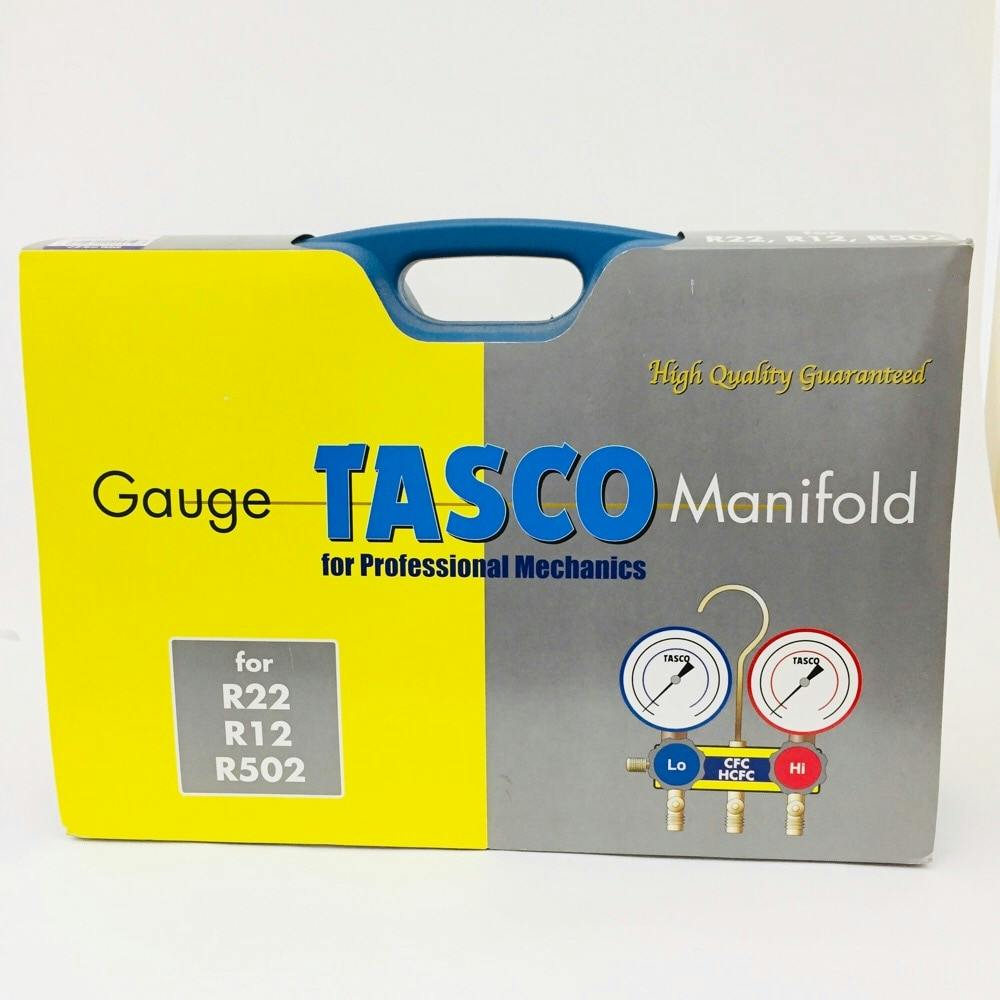 for
R22, R12, R502
High Quality Guaranteed
Gauge TASCO Manifold
for Professional Mechanics
for
R22
R12
R502
TASCO
TASCO
Lo
CFC
HCFC
Hi